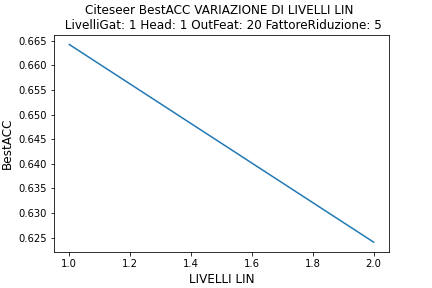 Citeseer BestACC VARIAZIONE DI LIVELLI LIN
LivelliGat: 1 Head: 1 OutFeat: 20 FattoreRiduzione: 5
0.665
0.660
0.655
0.650
0.645
0.640
0.635
0.630
0.625
BestACC
1.0 1.2 1.4 1.6 1.8 2.0
LIVELLI LIN